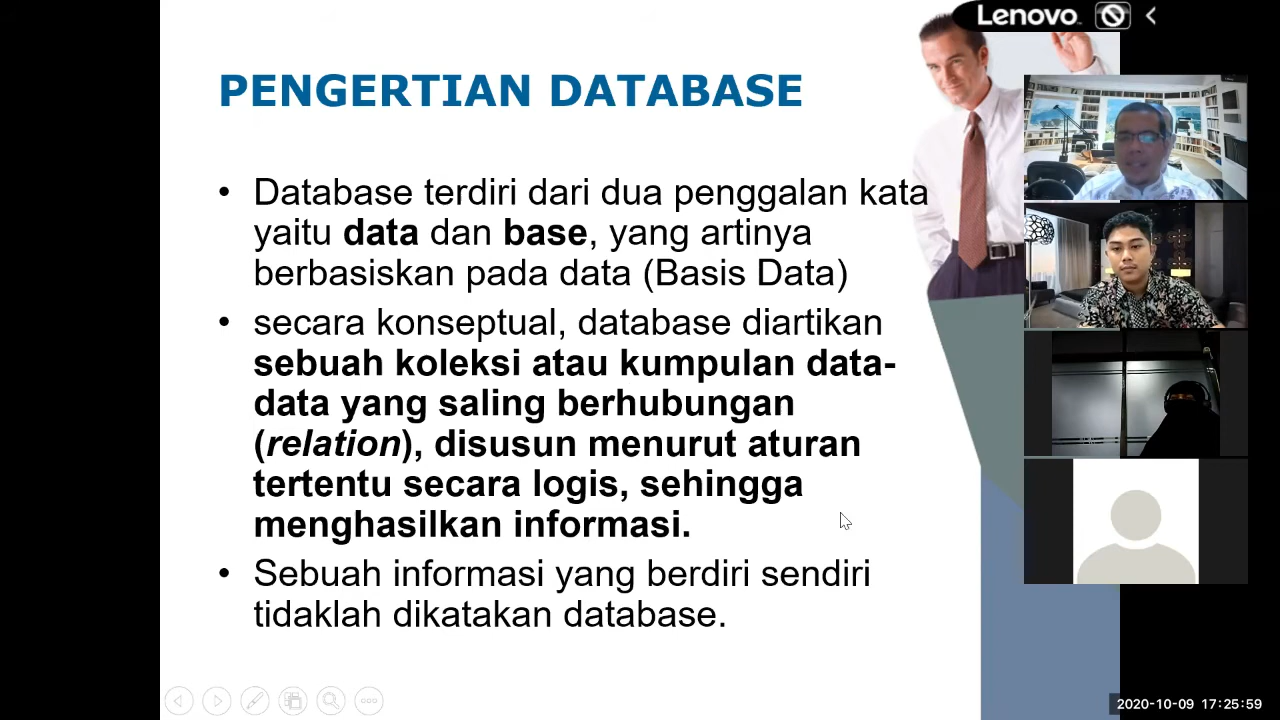 Lenovo
PENGERTIAN DATABASE
• Database terdiri dari dua penggalan kata
yaitu data dan base, yang artinya
berbasiskan pada data (Basis Data)
• secara konseptual, database diartikan
sebuah koleksi atau kumpulan data-
data yang saling berhubungan
(relation), disusun menurut aturan
tertentu secara logis, sehingga
menghasilkan informasi.
• Sebuah informasi yang berdiri sendiri
tidaklah dikatakan database.
2020-10-09 17:25:59